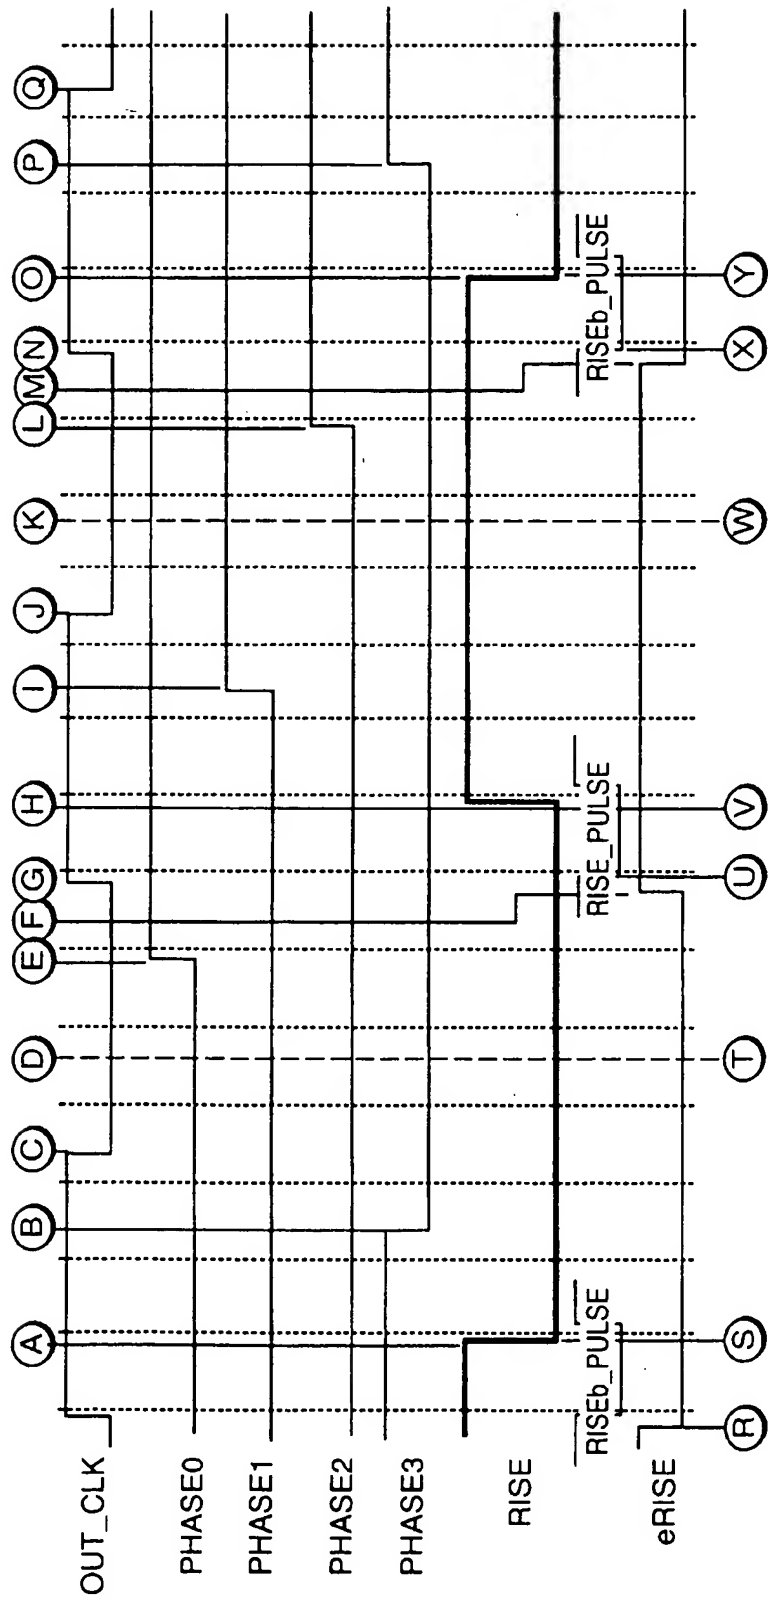 A B C D E F G H I J K L M N O P Q
OUT_CLK
PHASE0
PHASE1
PHASE2
PHASE3
RISE
RISEb_PULSE RISE_PULSE RISEb_PULSE
eRISE
R S T U V W X Y